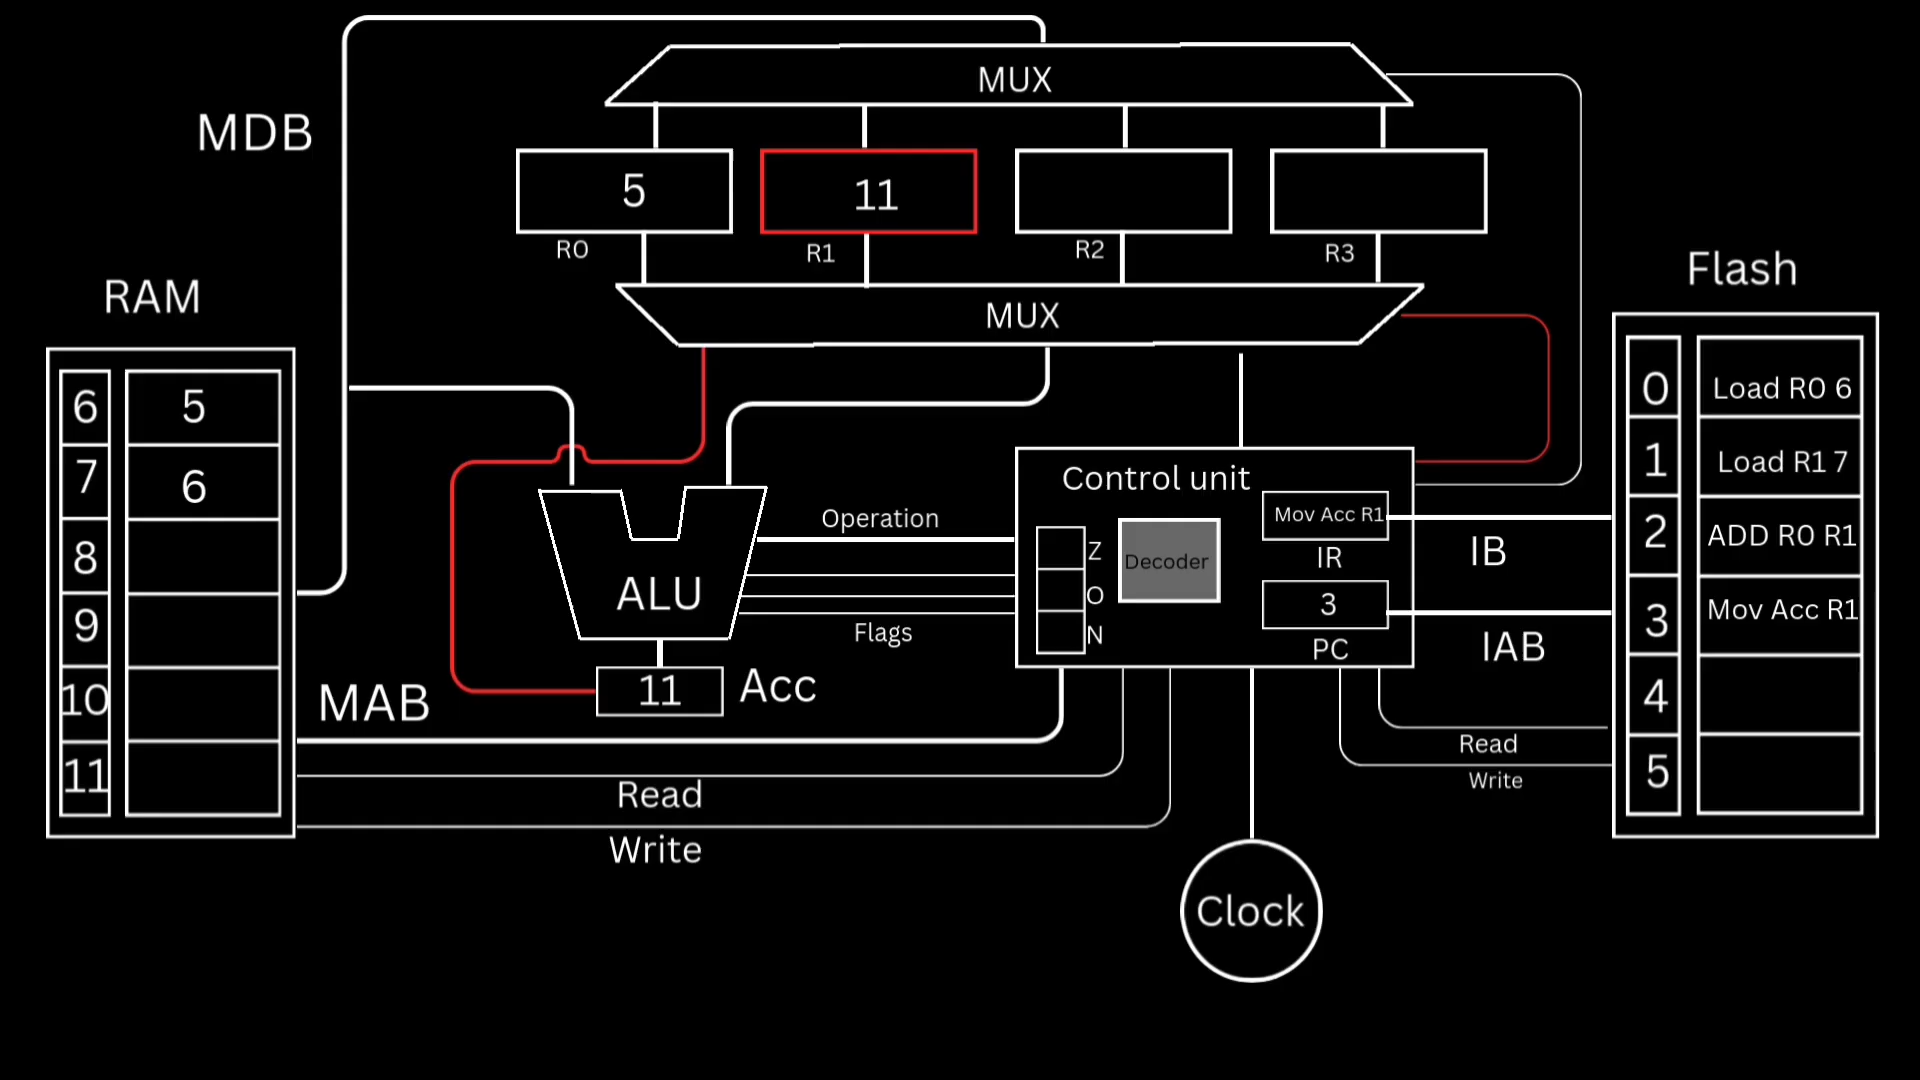 MUX
MDB
5
11
R0
R1
R2
R3
MUX
RAM
Flash
6
5
7
6
8
9
10
11
MAB
ALU
11
Acc
Operation
Flags
Control unit
Z
O
N
Decoder
Mov Acc R1
IR
3
PC
IB
IAB
0
Load R0 6
1
Load R1 7
2
ADD R0 R1
3
Mov Acc R1
4
5
Read
Write
Read
Write
Clock